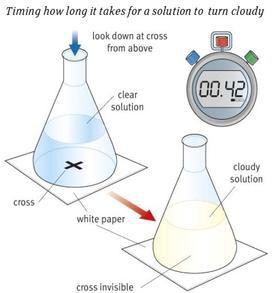 Timing how long it takes for a solution to turn cloudy
look down at cross
from above
00.42
clear
solution
cloudy
solution
cross
white paper
cross invisible